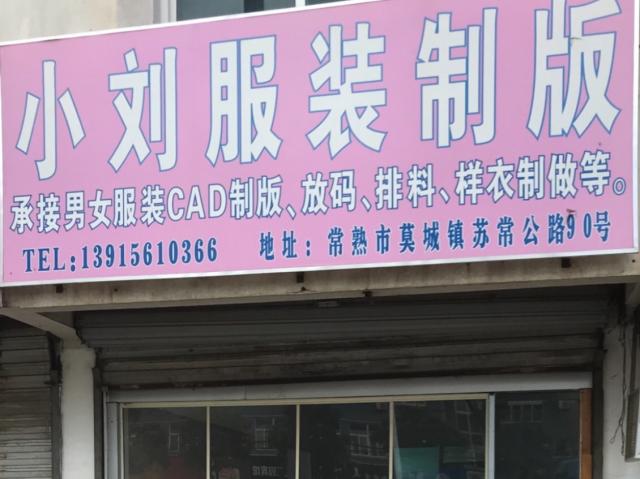 小刘服装制版
承接男女服装CAD制版、放码、排料、样衣制做等。
TEL:13915610366 地址：常熟市莫城镇苏常公路90号